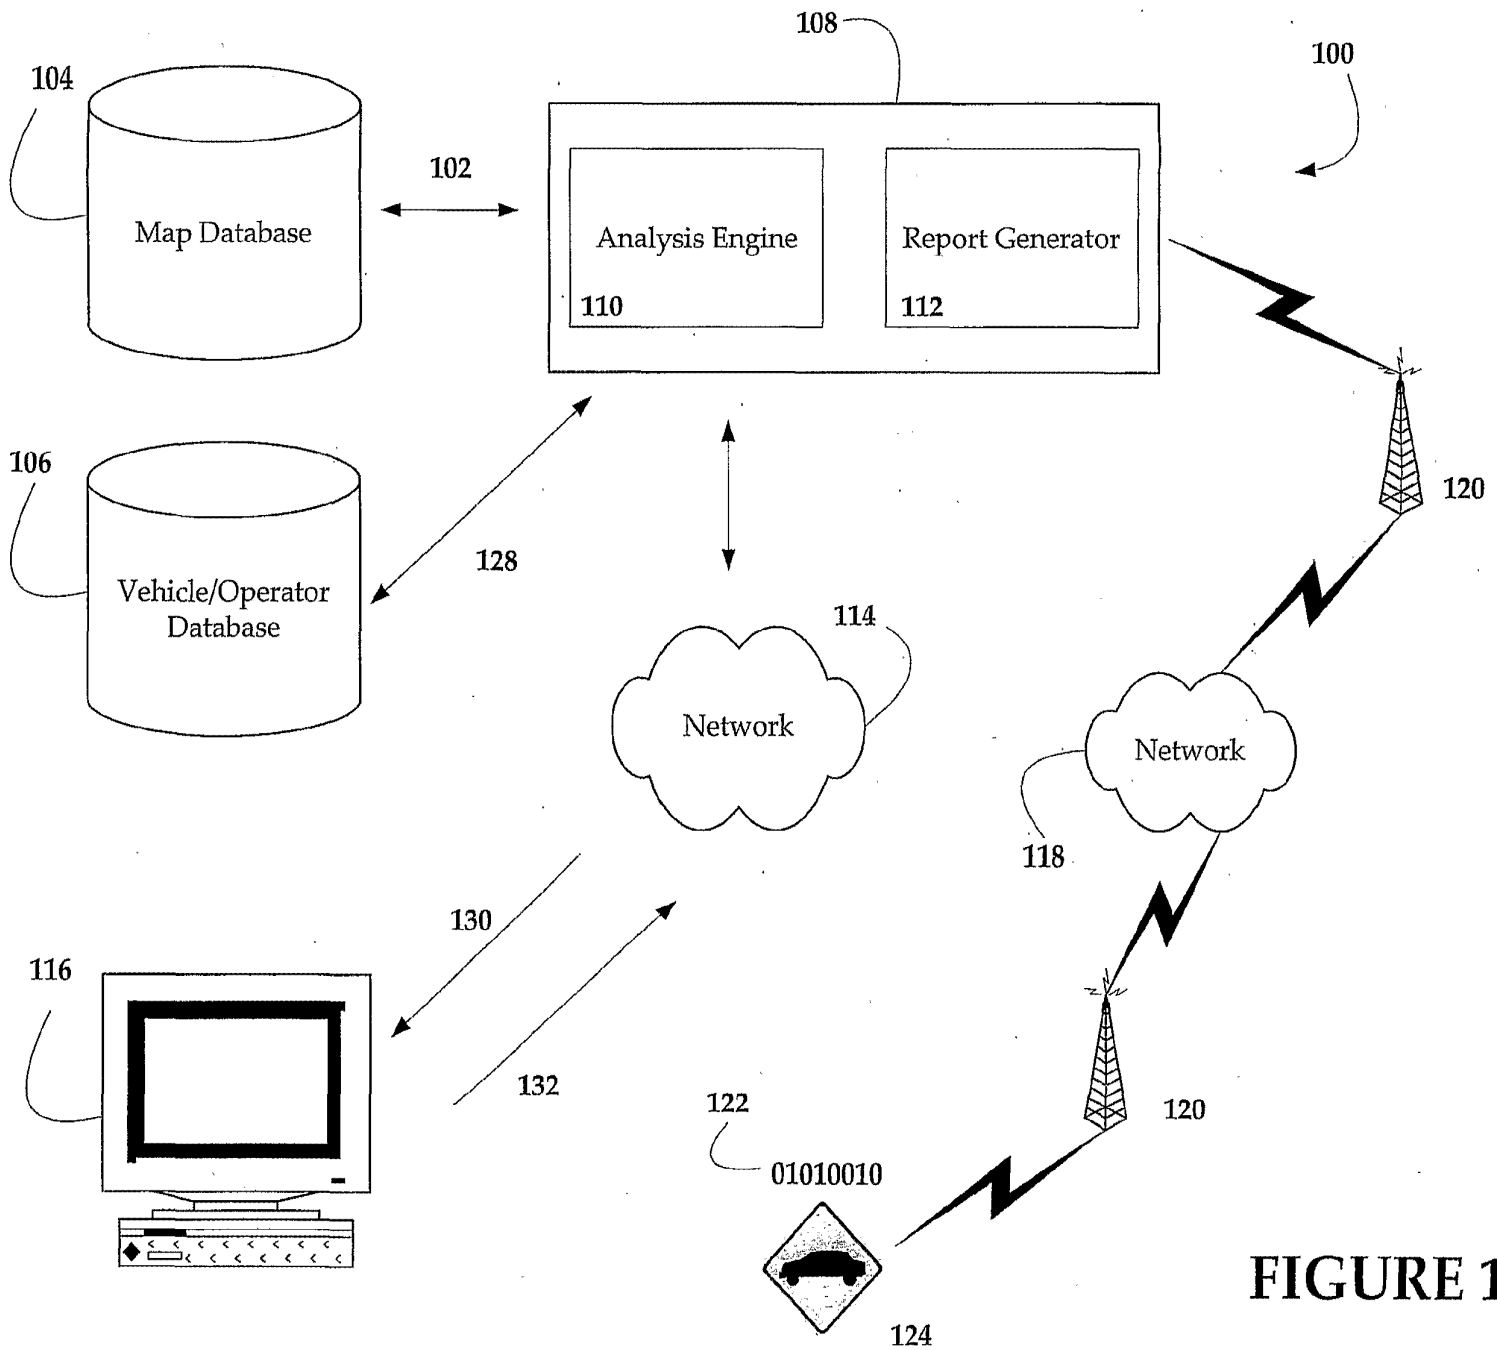 108
100
104
102
Map Database
Analysis Engine
Report Generator
110
112
106
120
128
Vehicle/Operator
Database
114
Network
Network
118
130
116
132
122
120
01010010
124
FIGURE 1